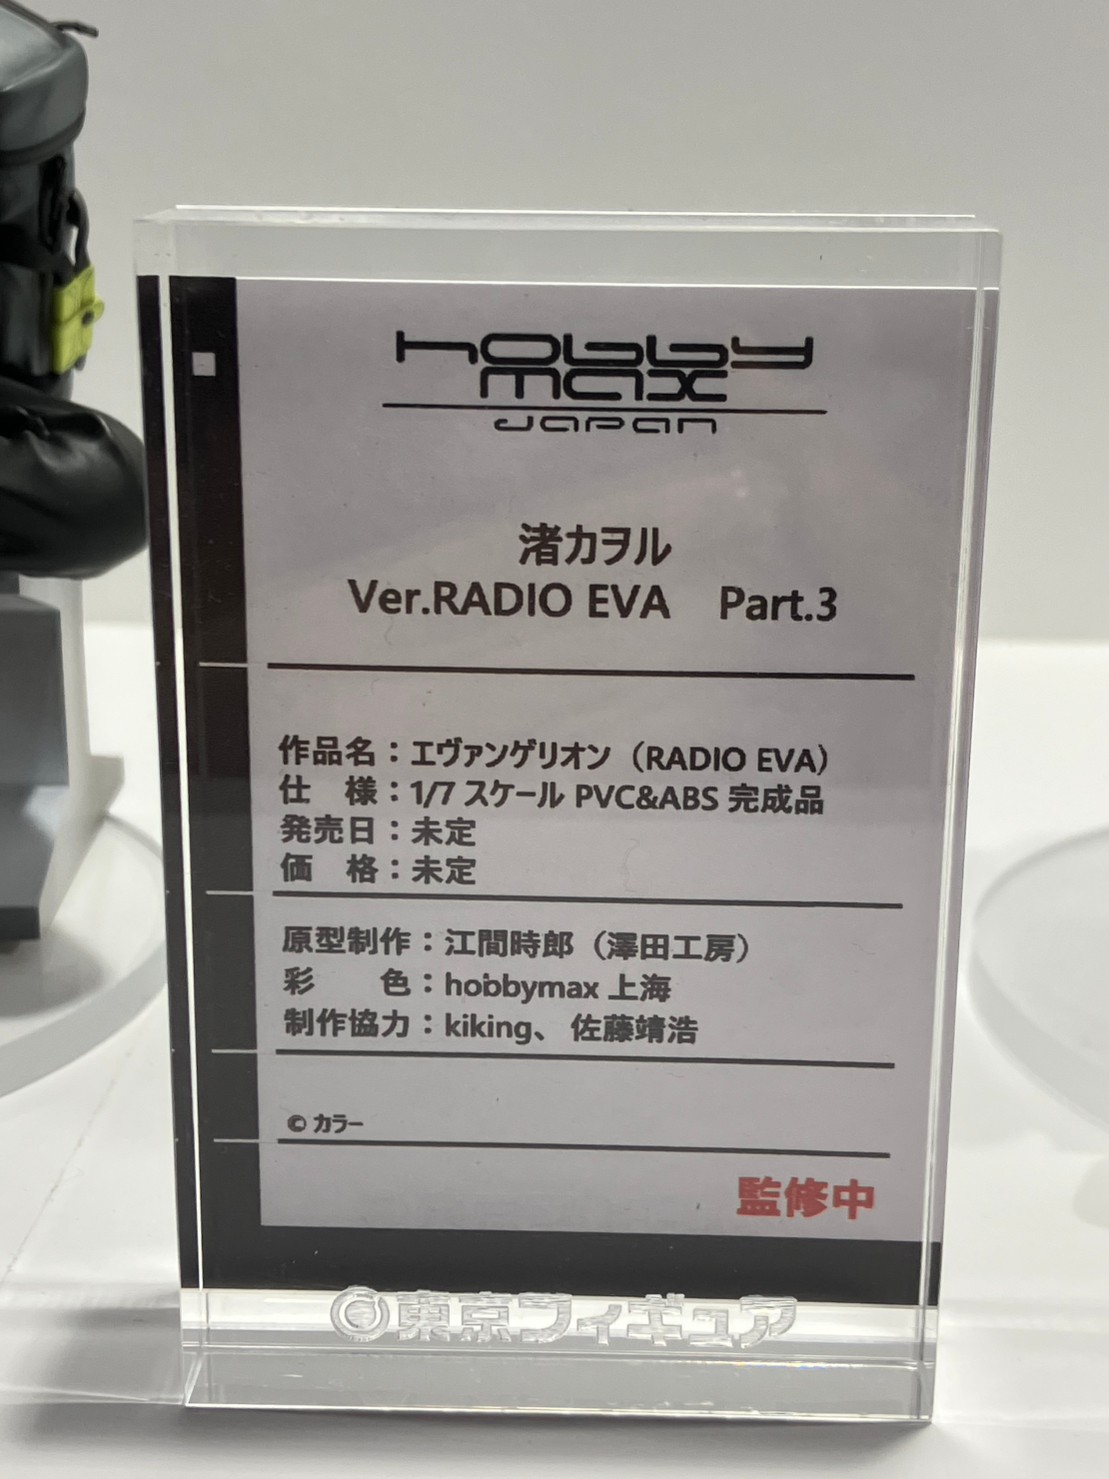 hobby
max
JAPAN
渚カヲル
Ver.RADIO EVA　Part.3
作品名：エヴァンゲリオン（RADIO EVA）
仕　様：1/7 スケール PVC&ABS 完成品
発売日：未定
価　格：未定
原型制作：江間時郎（澤田工房）
彩　　色：hobbymax 上海
制作協力：kiking、 佐藤靖浩
© カラー
監修中
東京フィギュア